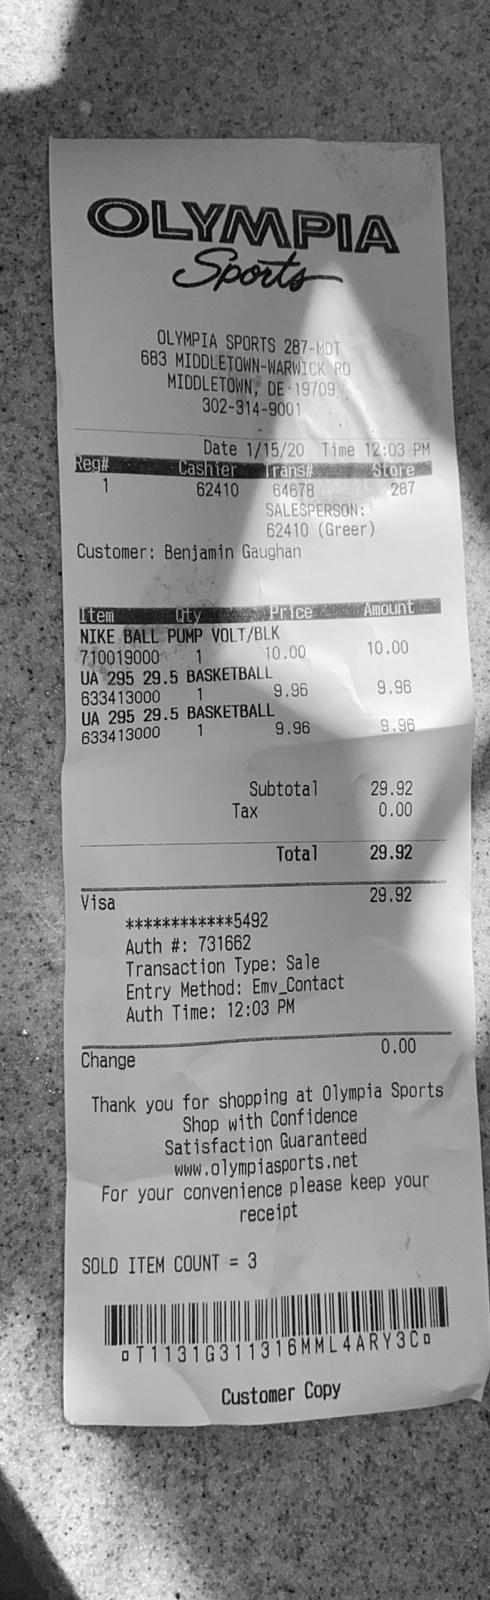 OLYMPIA
Sports
OLYMPIA SPORTS 287-MDT
683 MIDDLETOWN-WARWICK RD
MIDDLETOWN, DE 19709
302-314-9001
Date 1/15/20 Time 12:03 PM
Reg# Cashier Trans# Store
1 62410 64678 287
SALESPERSON:
62410 (Greer)
Customer: Benjamin Gaughan
Item Qty Price Amount
NIKE BALL PUMP VOLT/BLK
710019000 1 10.00 10.00
UA 295 29.5 BASKETBALL
633413000 1 9.96 9.96
UA 295 29.5 BASKETBALL
633413000 1 9.96 9.96
Subtotal 29.92
Tax 0.00
Total 29.92
Visa 29.92
************5492
Auth #: 731662
Transaction Type: Sale
Entry Method: Emv_Contact
Auth Time: 12:03 PM
Change 0.00
Thank you for shopping at Olympia Sports
Shop with Confidence
Satisfaction Guaranteed
www.olympiasports.net
For your convenience please keep your
receipt
SOLD ITEM COUNT = 3
¤T1131G311316MML4ARY3C¤
Customer Copy